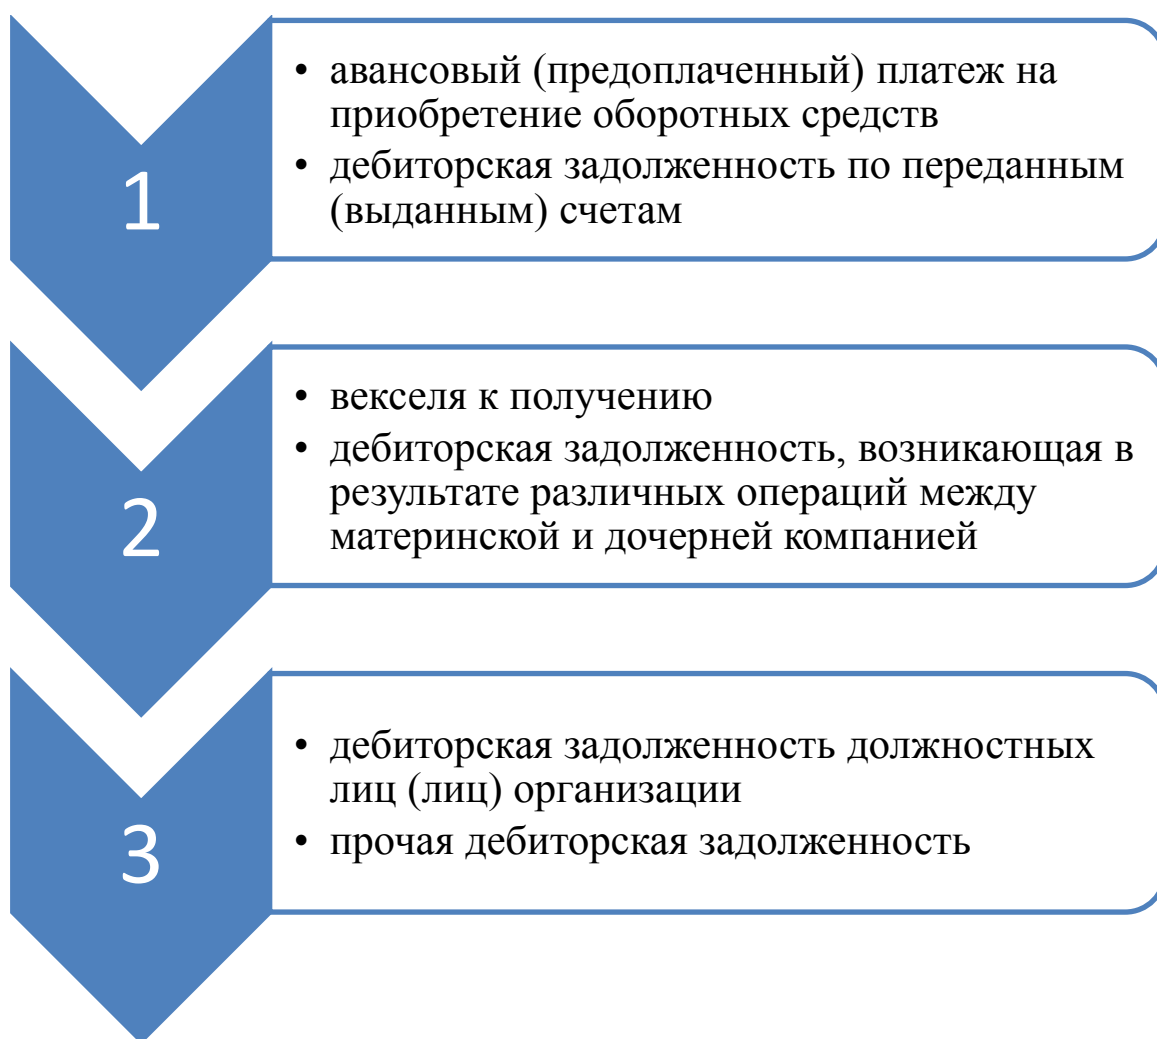 1
• авансовый (предоплаченный) платеж на
приобретение оборотных средств
• дебиторская задолженность по переданным
(выданным) счетам
2
• векселя к получению
• дебиторская задолженность, возникающая в
результате различных операций между
материнской и дочерней компанией
3
• дебиторская задолженность должностных
лиц (лиц) организации
• прочая дебиторская задолженность